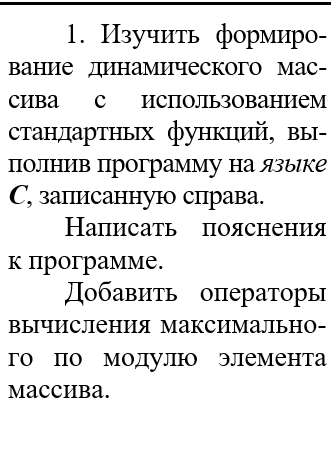 1. Изучить формиро-
вание динамического мас-
сива с использованием
стандартных функций, вы-
полнив программу на языке
С, записанную справа.
Написать пояснения
к программе.
Добавить операторы
вычисления максимально-
го по модулю элемента
массива.